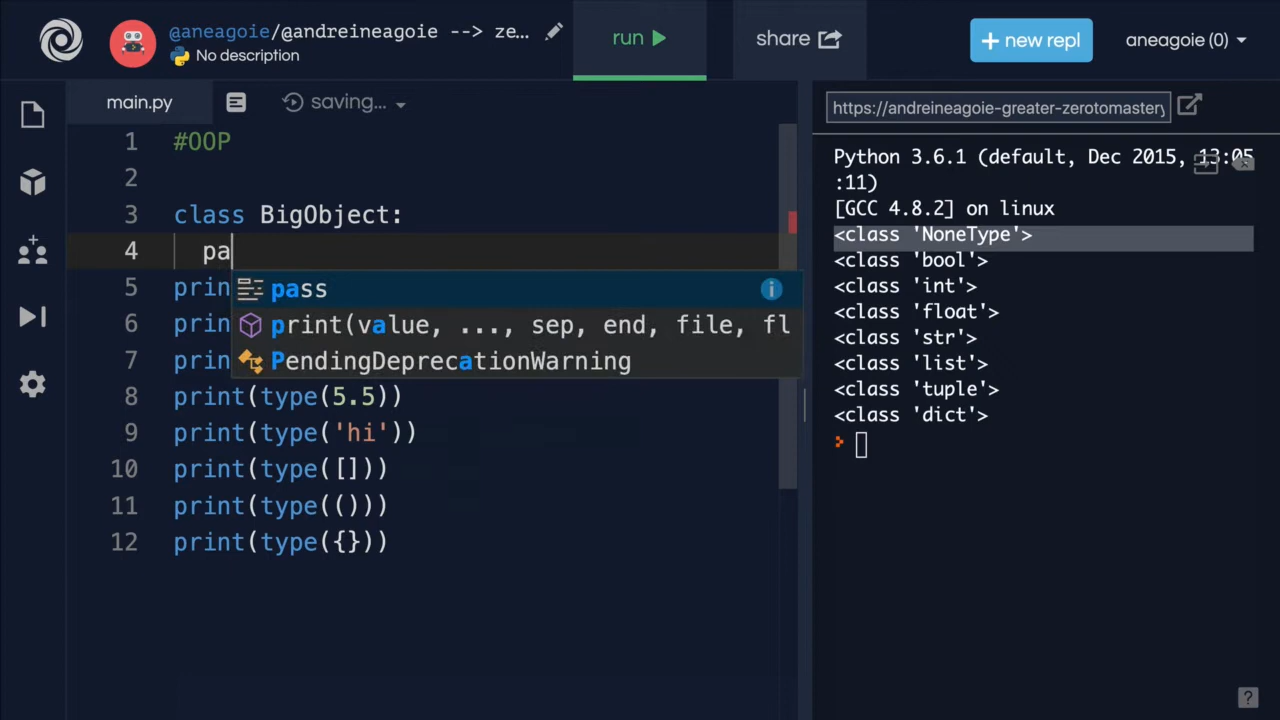 @aneagoie/@andreineagoie --> ze...
No description
run
share
+ new repl
aneagoie (0)
main.py
saving...
https://andreineagoie-greater-zerotomastery
1 #OOP
2
3 class BigObject:
4 pa
5 prin
6 prin
7 prin
pass
print(value, ..., sep, end, file, fl
PendingDeprecationWarning
8 print(type(5.5))
9 print(type('hi'))
10 print(type([]))
11 print(type(()))
12 print(type({}))
Python 3.6.1 (default, Dec 2015, 13:05
:11)
[GCC 4.8.2] on linux
<class 'NoneType'>
<class 'bool'>
<class 'int'>
<class 'float'>
<class 'str'>
<class 'list'>
<class 'tuple'>
<class 'dict'>